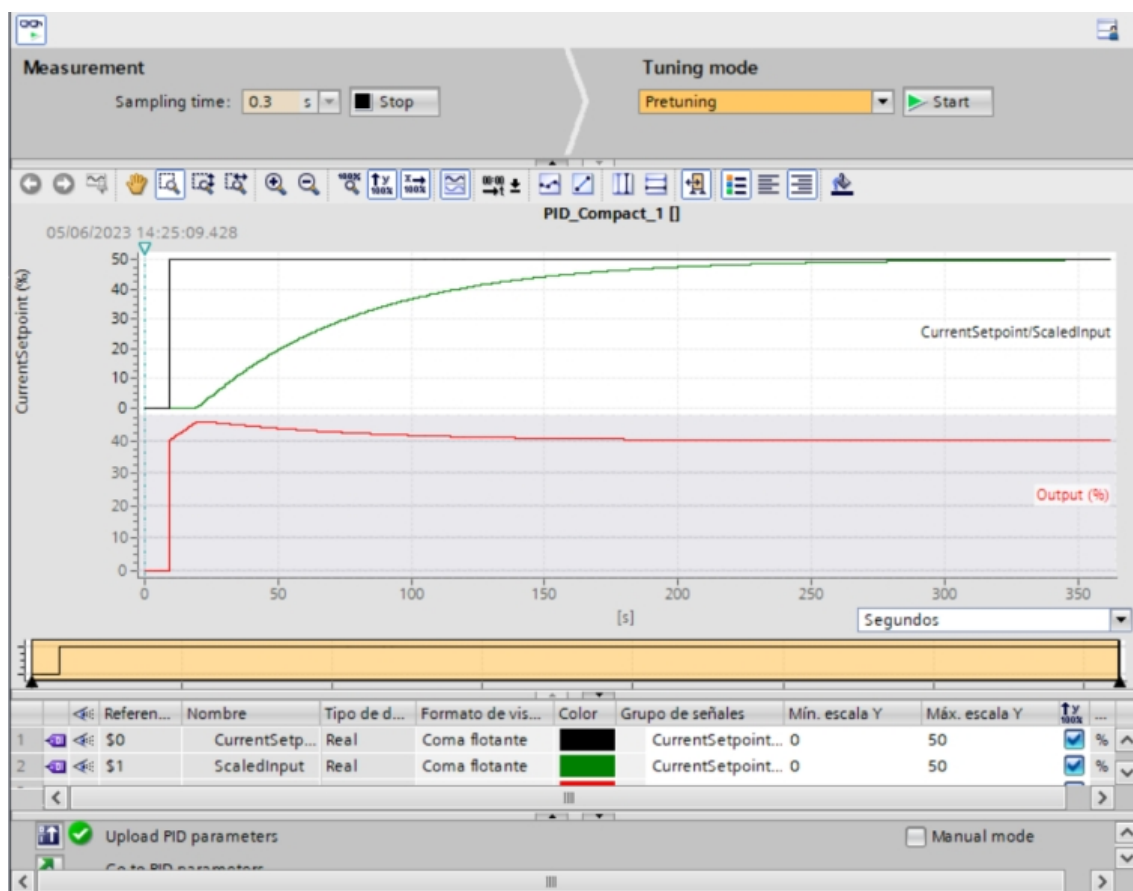 Measurement
Tuning mode
Sampling time: 0.3 s Stop
Pretuning Start
PID_Compact_1 []
05/06/2023 14:25:09.428
CurrentSetpoint (%)
50
40
30
20
10
0
CurrentSetpoint/ScaledInput
40
30
20
10
0
Output (%)
0 50 100 150 200 250 300 350
[s]
Segundos
Referen... Nombre Tipo de d... Formato de vis... Color Grupo de señales Mín. escala Y Máx. escala Y ...
1 $0 CurrentSetp... Real Coma flotante CurrentSetpoint... 0 50 %
2 $1 ScaledInput Real Coma flotante CurrentSetpoint... 0 50 %
Upload PID parameters Manual mode
Go to PID parameters